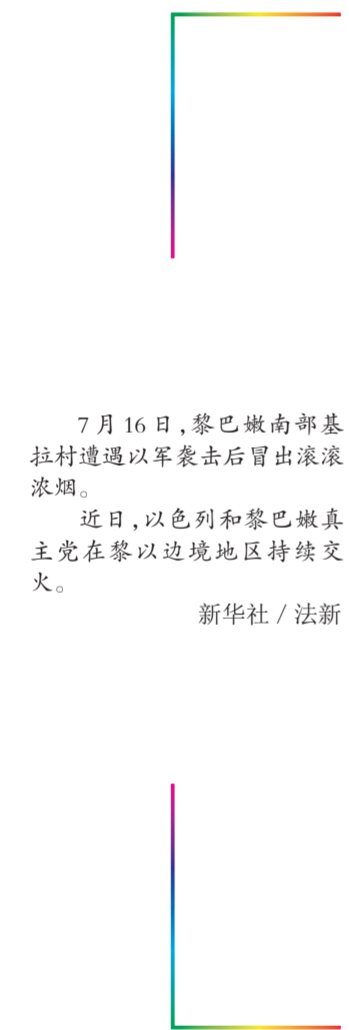 7月16日，黎巴嫩南部基
拉村遭遇以军袭击后冒出滚滚
浓烟。
近日，以色列和黎巴嫩真
主党在黎以边境地区持续交
火。
新华社/法新